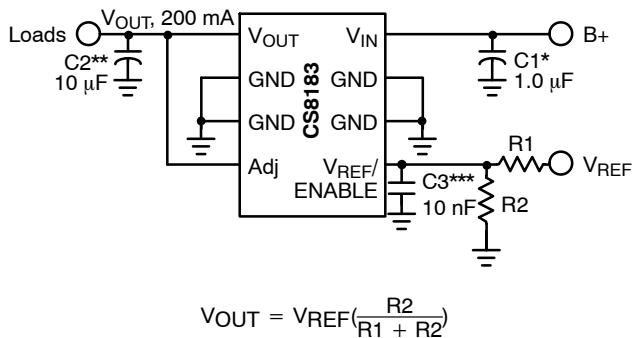 Loads
VOUT, 200 mA
C2**
10 μF
VOUT
VIN
GND
GND
GND
GND
CS8183
Adj
VREF/
ENABLE
C1*
1.0 μF
B+
C3***
10 nF
R1
R2
VREF
VOUT = VREF(R2/R1 + R2)